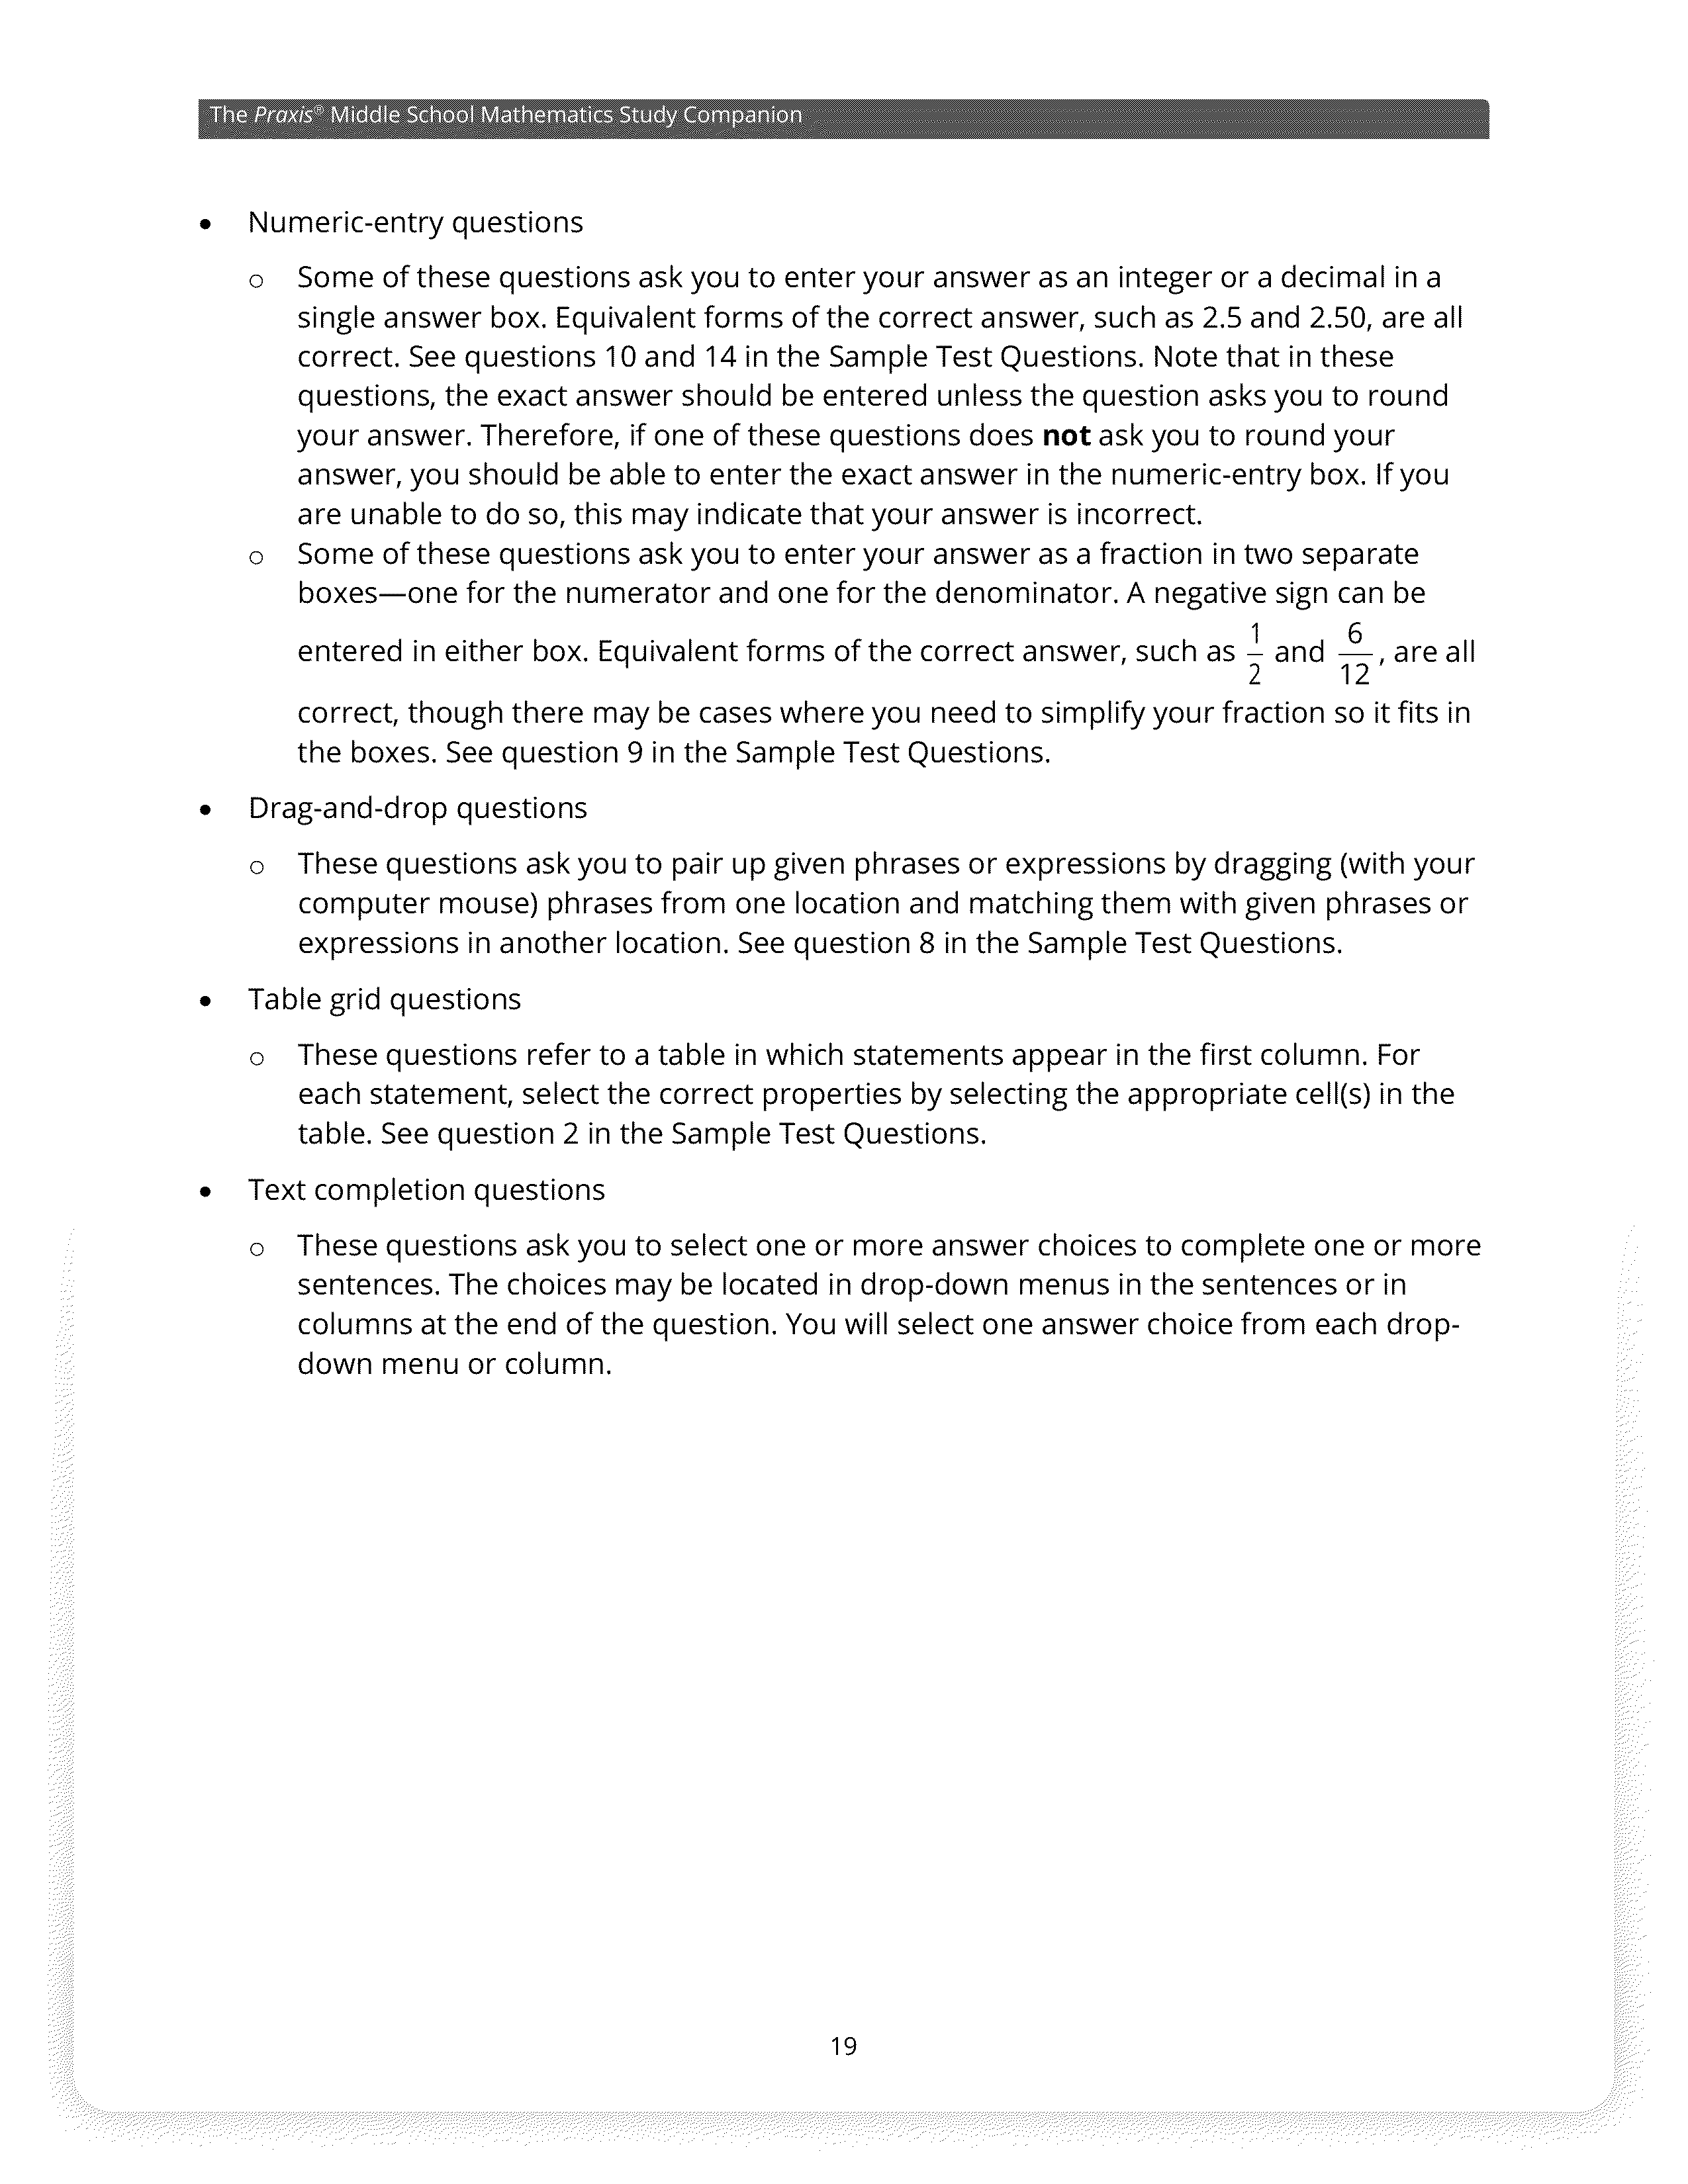 The Praxis® Middle School Mathematics Study Companion
• Numeric-entry questions
o Some of these questions ask you to enter your answer as an integer or a decimal in a
single answer box. Equivalent forms of the correct answer, such as 2.5 and 2.50, are all
correct. See questions 10 and 14 in the Sample Test Questions. Note that in these
questions, the exact answer should be entered unless the question asks you to round
your answer. Therefore, if one of these questions does not ask you to round your
answer, you should be able to enter the exact answer in the numeric-entry box. If you
are unable to do so, this may indicate that your answer is incorrect.
o Some of these questions ask you to enter your answer as a fraction in two separate
boxes—one for the numerator and one for the denominator. A negative sign can be
entered in either box. Equivalent forms of the correct answer, such as 1/2 and 6/12, are all
correct, though there may be cases where you need to simplify your fraction so it fits in
the boxes. See question 9 in the Sample Test Questions.
• Drag-and-drop questions
o These questions ask you to pair up given phrases or expressions by dragging (with your
computer mouse) phrases from one location and matching them with given phrases or
expressions in another location. See question 8 in the Sample Test Questions.
• Table grid questions
o These questions refer to a table in which statements appear in the first column. For
each statement, select the correct properties by selecting the appropriate cell(s) in the
table. See question 2 in the Sample Test Questions.
• Text completion questions
o These questions ask you to select one or more answer choices to complete one or more
sentences. The choices may be located in drop-down menus in the sentences or in
columns at the end of the question. You will select one answer choice from each drop-
down menu or column.
19